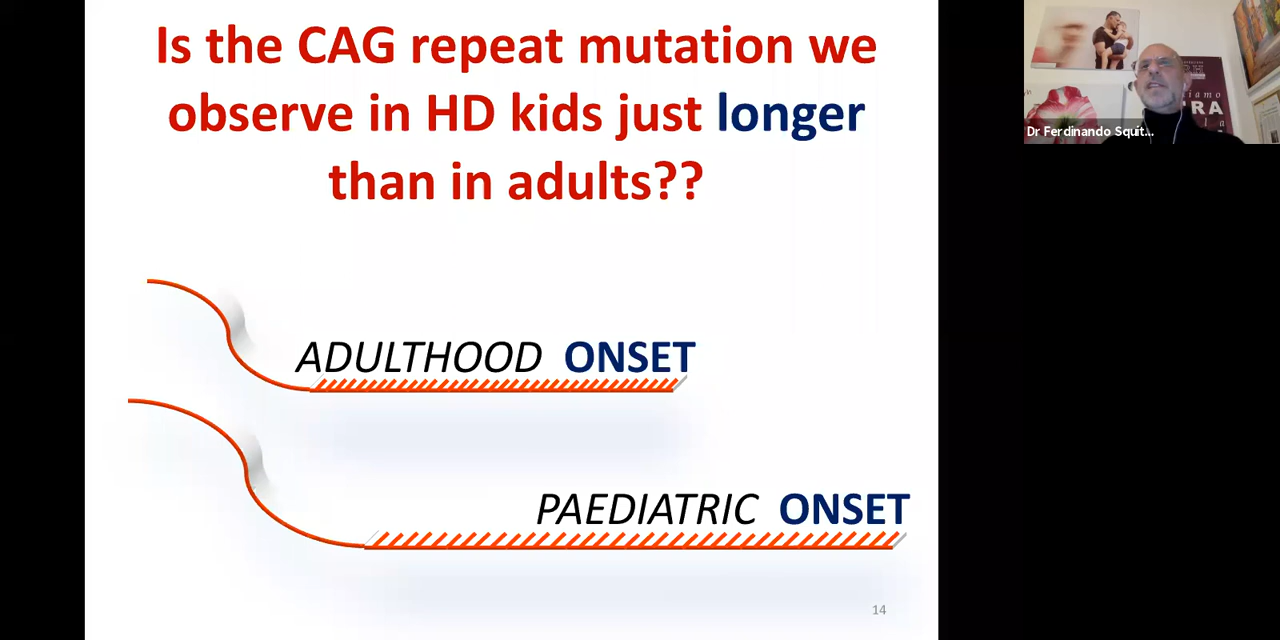 Is the CAG repeat mutation we
observe in HD kids just longer
than in adults??
Dr Ferdinando Squit...
ADULTHOOD ONSET
PAEDIATRIC ONSET
14